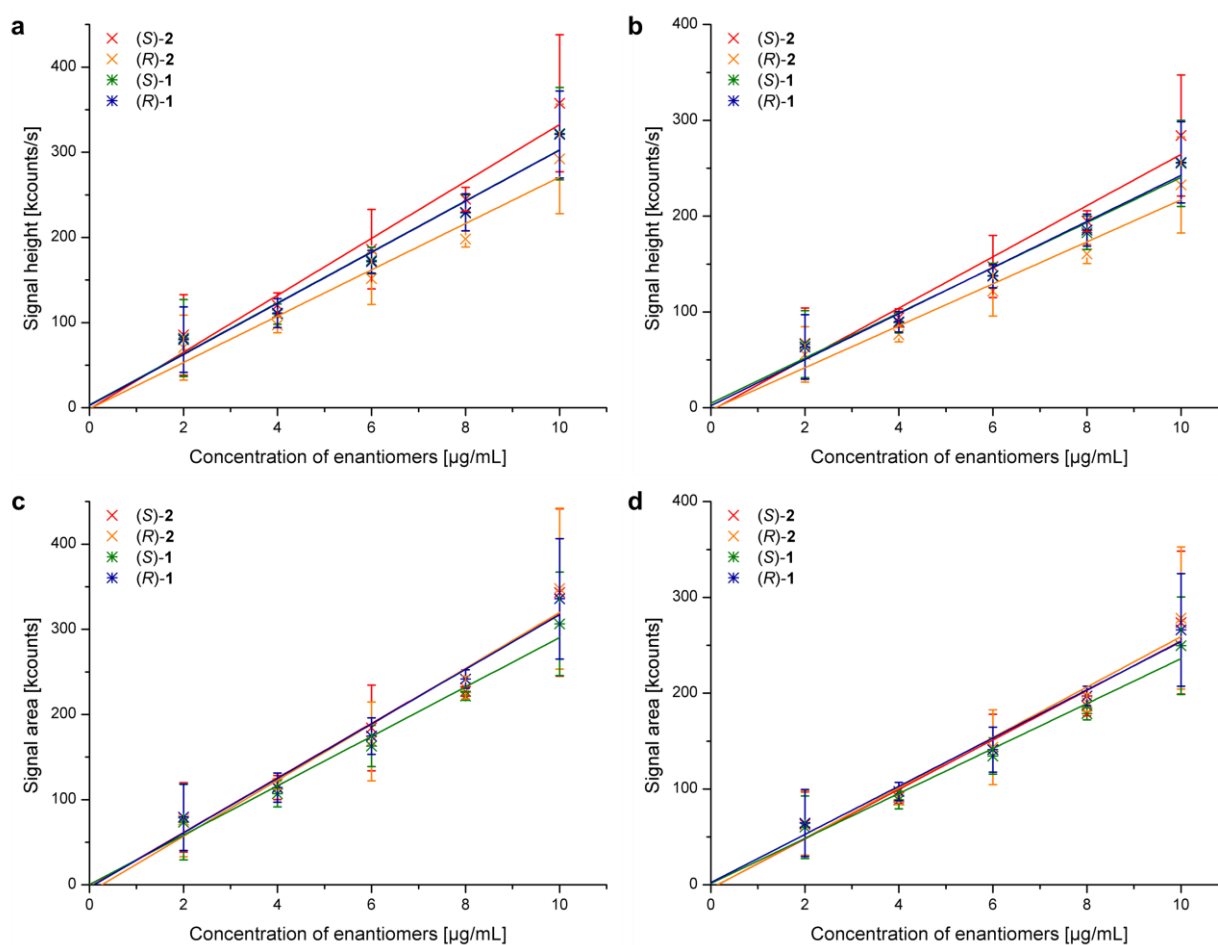 a
(S)-2
(R)-2
(S)-1
(R)-1
Signal height [kcounts/s]
400
300
200
100
0
0 2 4 6 8 10
Concentration of enantiomers [µg/mL]
b
(S)-2
(R)-2
(S)-1
(R)-1
Signal height [kcounts/s]
400
300
200
100
0
0 2 4 6 8 10
Concentration of enantiomers [µg/mL]
c
(S)-2
(R)-2
(S)-1
(R)-1
Signal area [kcounts]
400
300
200
100
0
0 2 4 6 8 10
Concentration of enantiomers [µg/mL]
d
(S)-2
(R)-2
(S)-1
(R)-1
Signal area [kcounts]
400
300
200
100
0
0 2 4 6 8 10
Concentration of enantiomers [µg/mL]